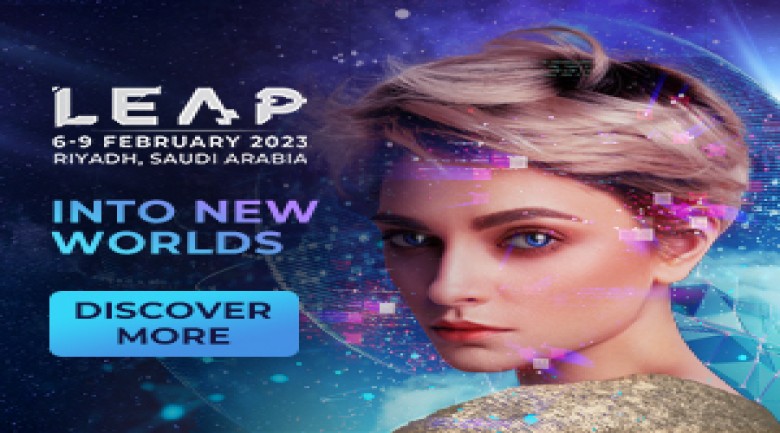 LEAP
6-9 FEBRUARY 2023
RIYADH, SAUDI ARABIA
INTO NEW
WORLDS
DISCOVER
MORE